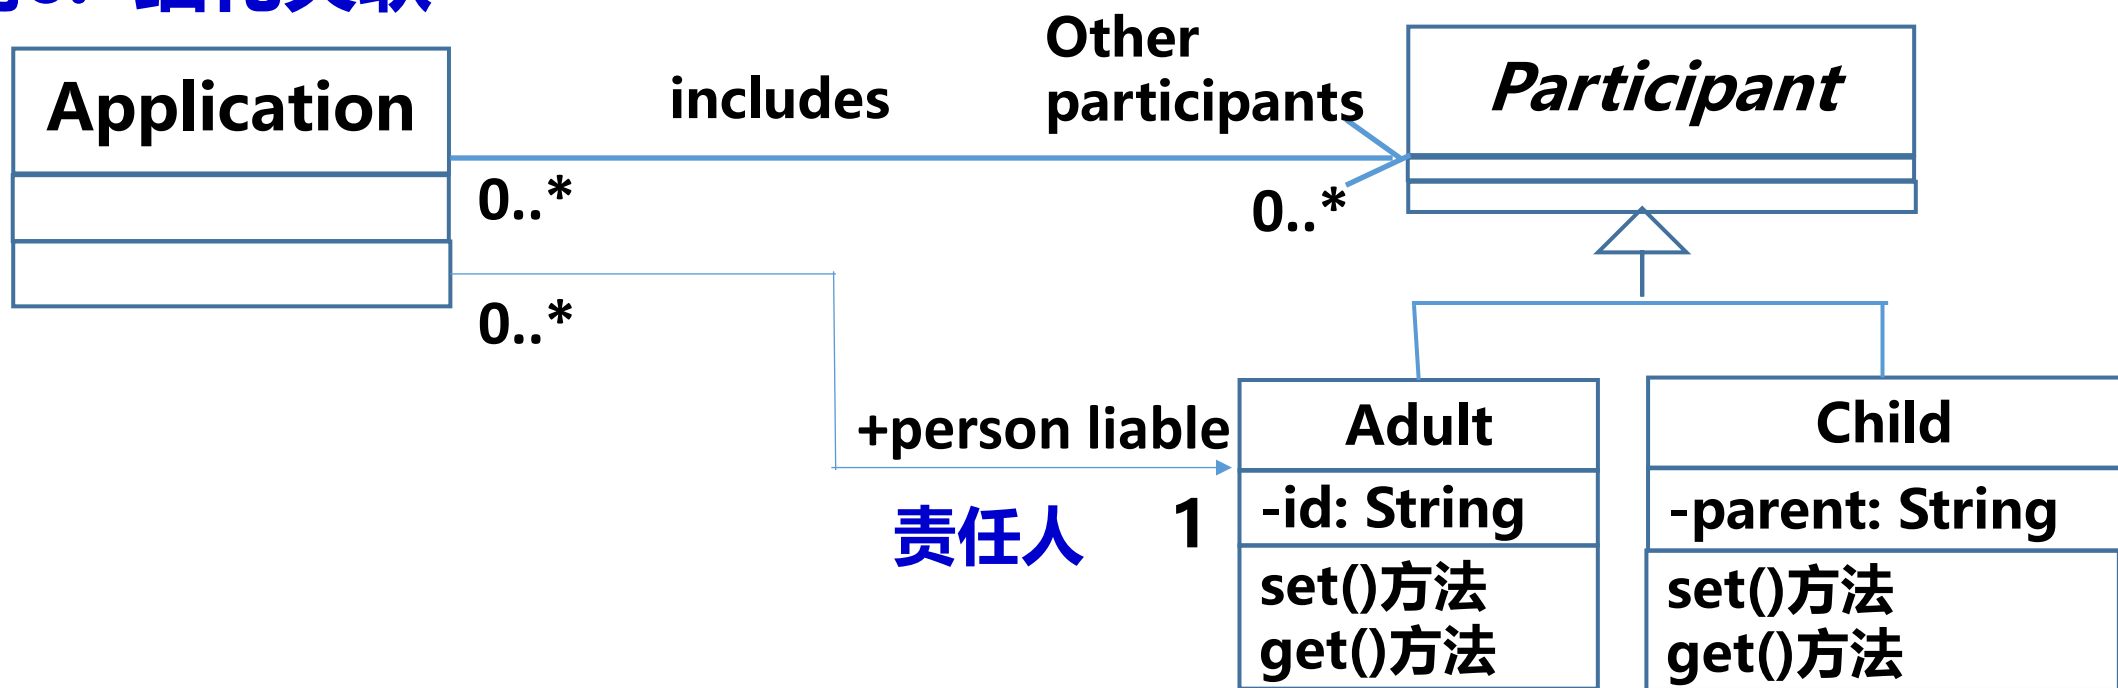 Application
includes
Other
participants
Participant
0..*
0..*
0..*
+person liable
责任人
1
Adult
-id: String
set()方法
get()方法
Child
-parent: String
set()方法
get()方法